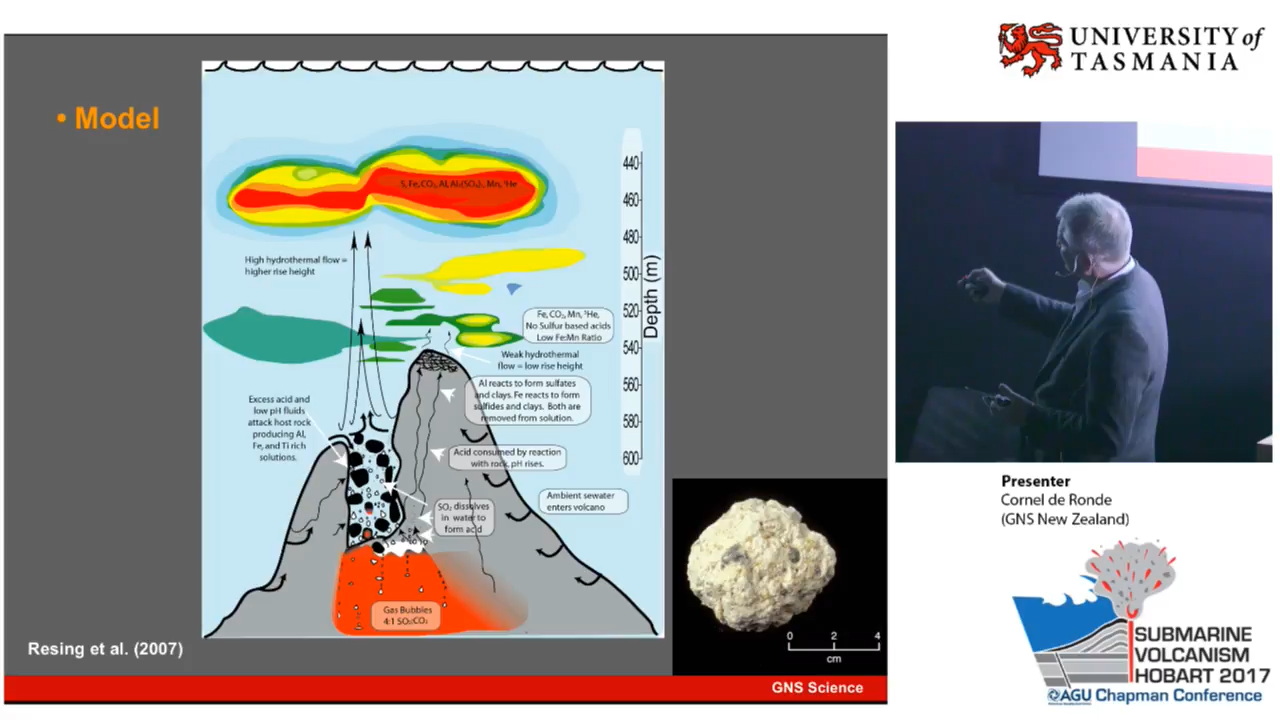 • Model
S, Fe, CO₂, Al, Al₂(SO₄)₃, Mn, ³He
High hydrothermal flow =
higher rise height
Fe, CO₂, Mn, ³He,
No Sulfur based acids
Low Fe:Mn Ratio
Weak hydrothermal
flow = low rise height
Al reacts to form sulfates
and clays. Fe reacts to form
sulfides and clays. Both are
removed from solution.
Excess acid and
low pH fluids
attack host rock
producing Al,
Fe, and Ti rich
solutions.
Acid consumed by reaction
with rock, pH rises.
SO₂ dissolves
in water to
form acid
Ambient sewater
enters volcano
Gas Bubbles
4:1 SO₂:CO₂
440
460
480
500
520
540
560
580
600
Depth (m)
0 2 4
cm
Resing et al. (2007)
GNS Science
UNIVERSITY of
TASMANIA
Presenter
Cornel de Ronde
(GNS New Zealand)
SUBMARINE
VOLCANISM
HOBART 2017
AGU Chapman Conference